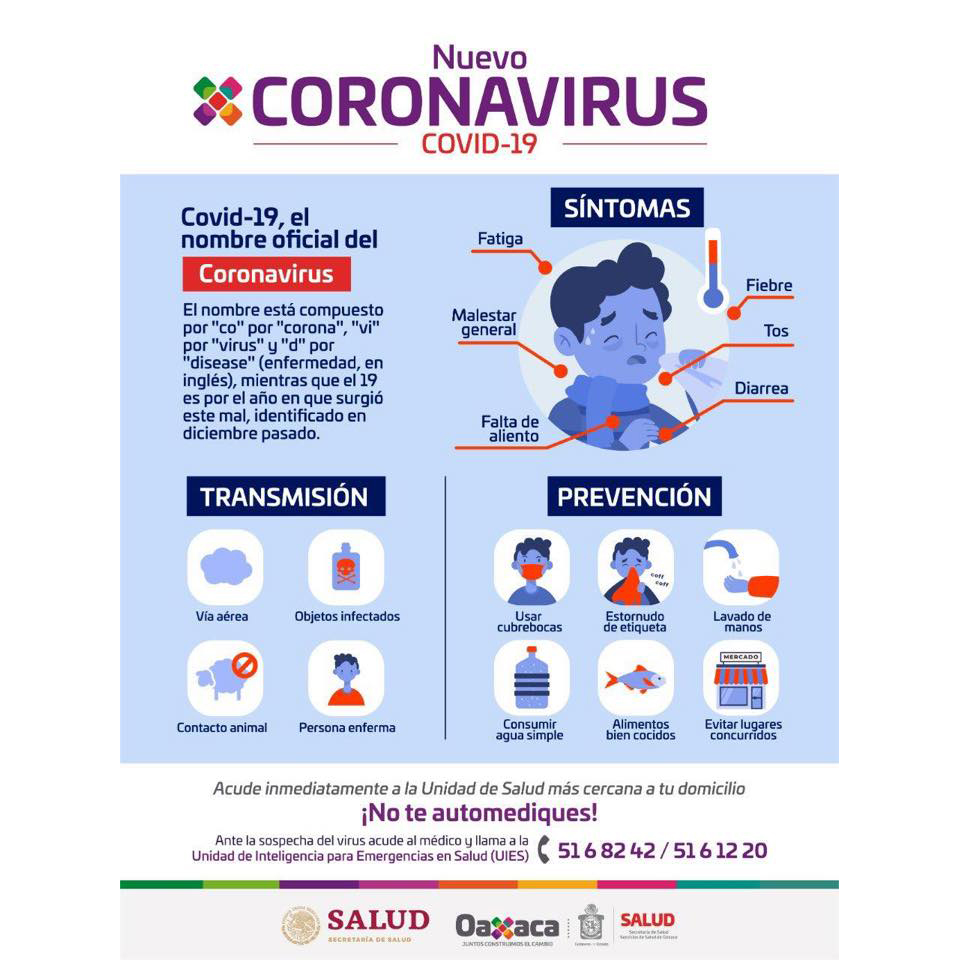 Nuevo
CORONAVIRUS
COVID-19
Covid-19, el
nombre oficial del
Coronavirus
El nombre está compuesto
por "co" por "corona", "vi"
por "virus" y "d" por
"disease" (enfermedad, en
inglés), mientras que el 19
es por el año en que surgió
este mal, identificado en
diciembre pasado.
SÍNTOMAS
Fatiga
Fiebre
Malestar
general
Tos
Diarrea
Falta de
aliento
TRANSMISIÓN
Vía aérea
Objetos infectados
Contacto animal
Persona enferma
PREVENCIÓN
Usar
cubrebocas
coff
coff
Estornudo
de etiqueta
Lavado de
manos
Consumir
agua simple
Alimentos
bien cocidos
MERCADO
Evitar lugares
concurridos
Acude inmediatamente a la Unidad de Salud más cercana a tu domicilio
¡No te automediques!
Ante la sospecha del virus acude al médico y llama a la
Unidad de Inteligencia para Emergencias en Salud (UIES)
51 6 82 42 / 51 6 12 20
SALUD
SECRETARÍA DE SALUD
Oaxaca
JUNTOS CONSTRUIMOS EL CAMBIO
SALUD
Secretaría de Salud
Servicios de Salud de Oaxaca